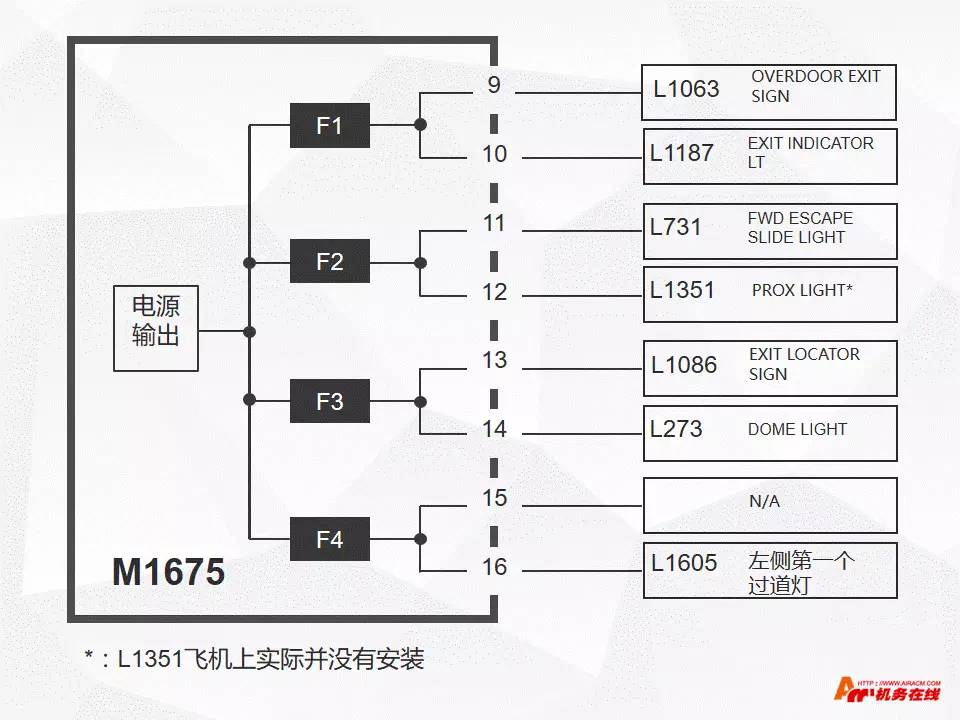 9
L1063
OVERDOOR EXIT
SIGN
F1
10
L1187
EXIT INDICATOR
LT
11
L731
FWD ESCAPE
SLIDE LIGHT
F2
12
L1351
PROX LIGHT*
电源
输出
13
L1086
EXIT LOCATOR
SIGN
F3
14
L273
DOME LIGHT
15
N/A
F4
16
L1605
左侧第一个
过道灯
M1675
*：L1351飞机上实际并没有安装
HTTP://WWW.AIRACM.COM
机务在线